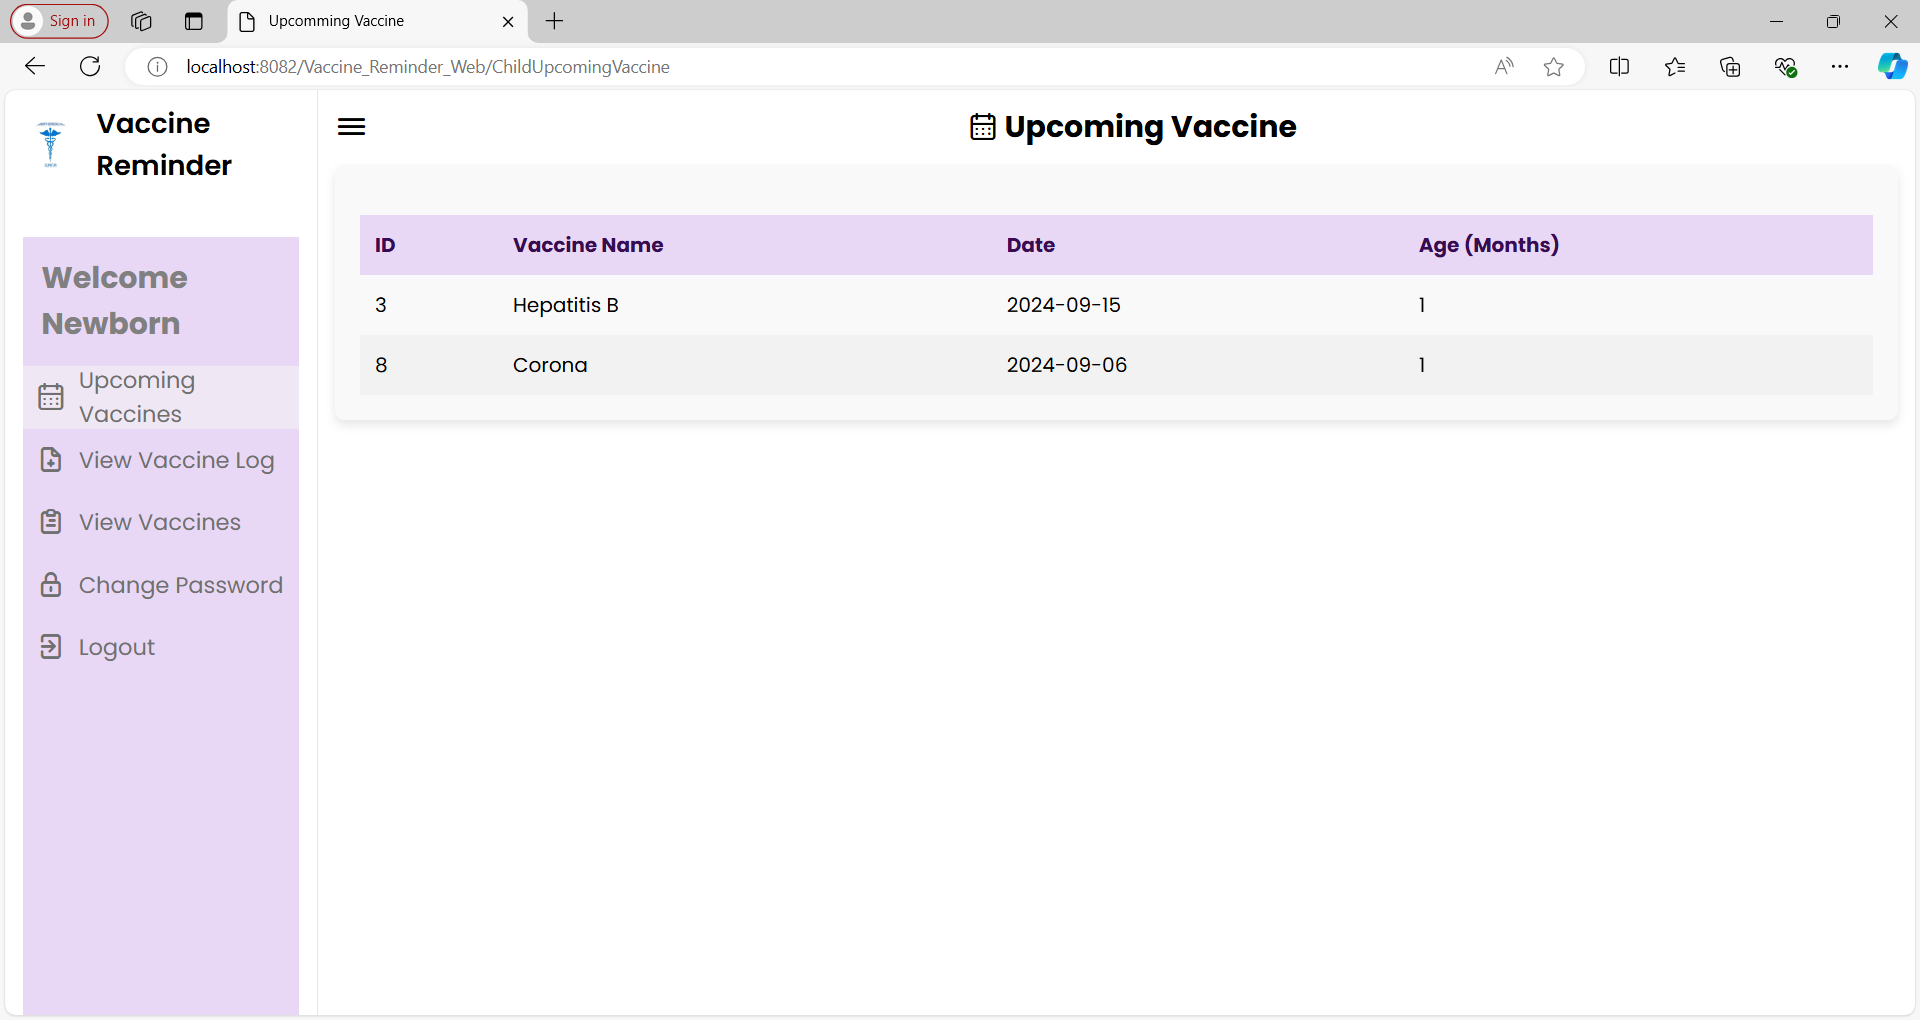 Sign in
Upcomming Vaccine
localhost:8082/Vaccine_Reminder_Web/ChildUpcomingVaccine
Vaccine
Reminder
Upcoming Vaccine
Welcome
Newborn
Upcoming
Vaccines
View Vaccine Log
View Vaccines
Change Password
Logout
ID Vaccine Name Date Age (Months)
3 Hepatitis B 2024-09-15 1
8 Corona 2024-09-06 1